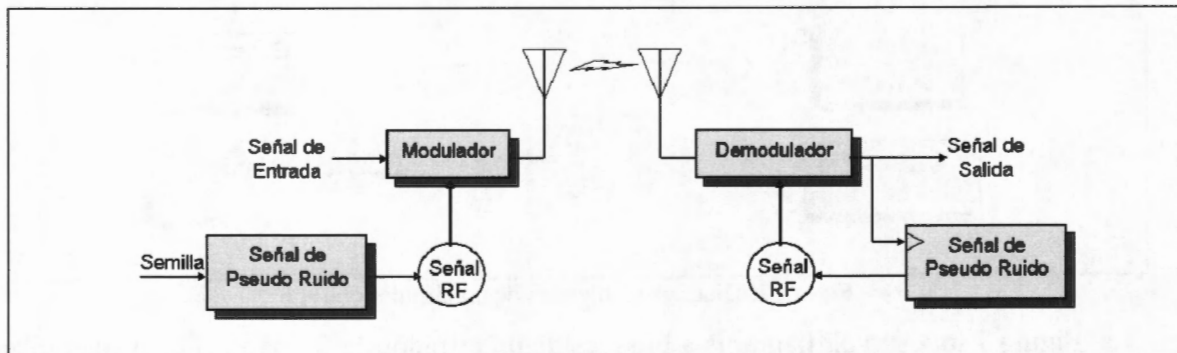 Señal de
Entrada
Modulador
Demodulador
Señal de
Salida
Semilla
Señal de
Pseudo Ruido
Señal
RF
Señal
RF
Señal de
Pseudo Ruido